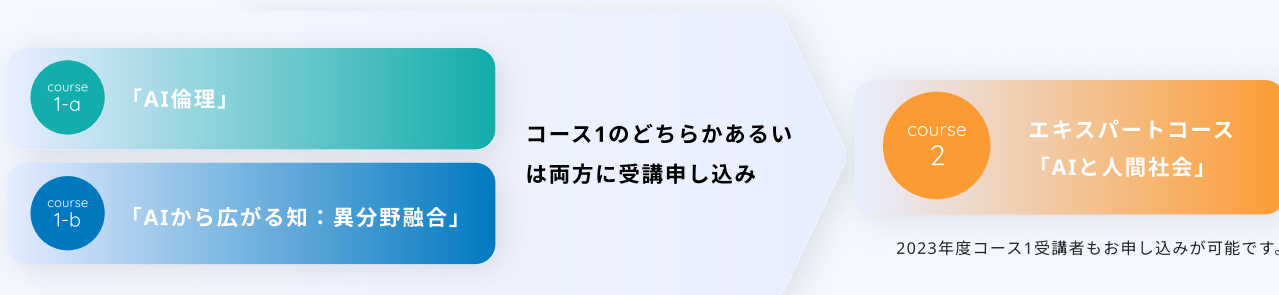 course
1-a
「AI倫理」
course
1-b
「AIから広がる知：異分野融合」
コース1のどちらかあるい
は両方に受講申し込み
course
2
エキスパートコース
「AIと人間社会」
2023年度コース1受講者もお申し込みが可能です。